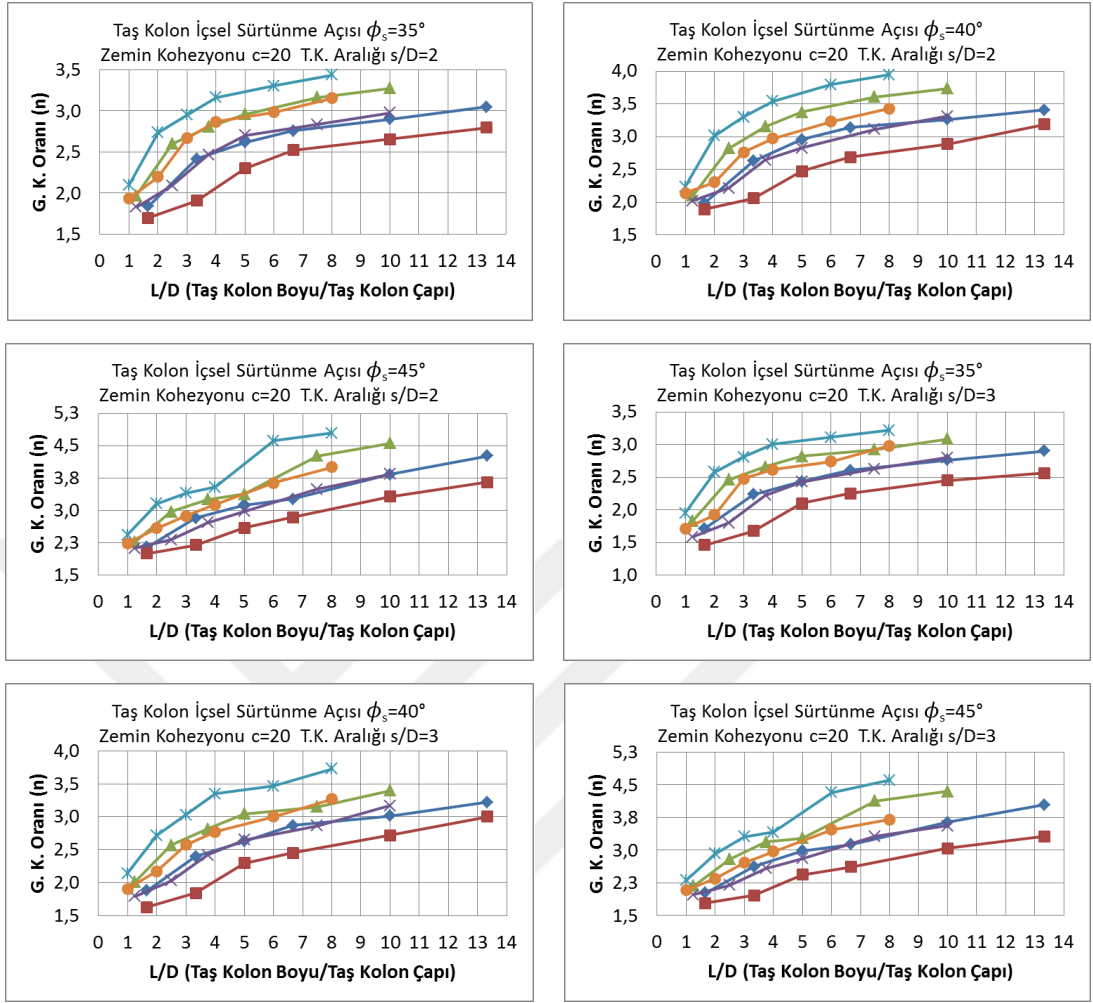 Taş Kolon İçsel Sürtünme Açısı ϕs=35°
Zemin Kohezyonu c=20 T.K. Aralığı s/D=2
3,5
3,0
2,5
2,0
1,5
G. K. Oranı (n)
0 1 2 3 4 5 6 7 8 9 10 11 12 13 14
L/D (Taş Kolon Boyu/Taş Kolon Çapı)
Taş Kolon İçsel Sürtünme Açısı ϕs=40°
Zemin Kohezyonu c=20 T.K. Aralığı s/D=2
4,0
3,5
3,0
2,5
2,0
1,5
G. K. Oranı (n)
0 1 2 3 4 5 6 7 8 9 10 11 12 13 14
L/D (Taş Kolon Boyu/Taş Kolon Çapı)
Taş Kolon İçsel Sürtünme Açısı ϕs=45°
Zemin Kohezyonu c=20 T.K. Aralığı s/D=2
5,3
4,5
3,8
3,0
2,3
1,5
G. K. Oranı (n)
0 1 2 3 4 5 6 7 8 9 10 11 12 13 14
L/D (Taş Kolon Boyu/Taş Kolon Çapı)
Taş Kolon İçsel Sürtünme Açısı ϕs=35°
Zemin Kohezyonu c=20 T.K. Aralığı s/D=3
3,5
3,0
2,5
2,0
1,5
1,0
G. K. Oranı (n)
0 1 2 3 4 5 6 7 8 9 10 11 12 13 14
L/D (Taş Kolon Boyu/Taş Kolon Çapı)
Taş Kolon İçsel Sürtünme Açısı ϕs=40°
Zemin Kohezyonu c=20 T.K. Aralığı s/D=3
4,0
3,5
3,0
2,5
2,0
1,5
G. K. Oranı (n)
0 1 2 3 4 5 6 7 8 9 10 11 12 13 14
L/D (Taş Kolon Boyu/Taş Kolon Çapı)
Taş Kolon İçsel Sürtünme Açısı ϕs=45°
Zemin Kohezyonu c=20 T.K. Aralığı s/D=3
5,3
4,5
3,8
3,0
2,3
1,5
G. K. Oranı (n)
0 1 2 3 4 5 6 7 8 9 10 11 12 13 14
L/D (Taş Kolon Boyu/Taş Kolon Çapı)